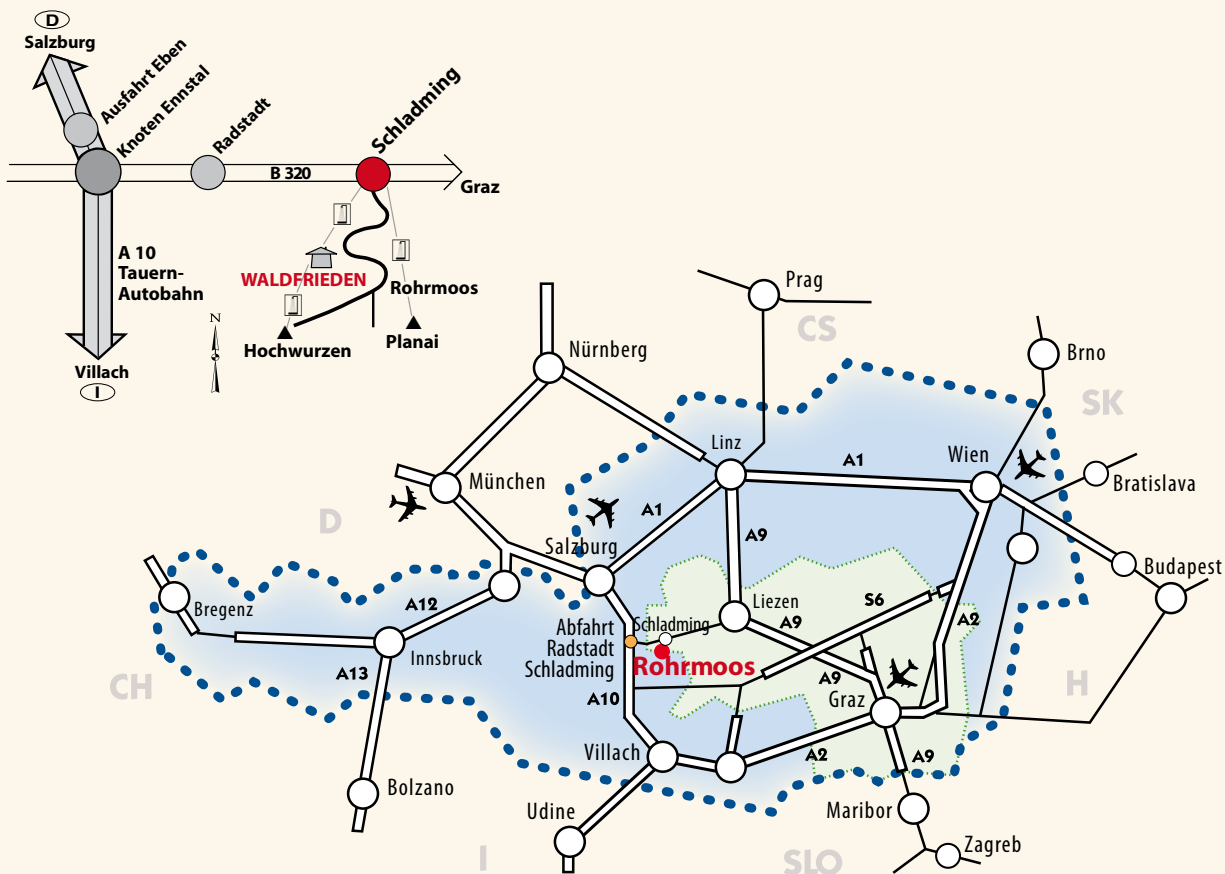 D
Salzburg
Ausfahrt Eben
Knoten Ennstal
Radstadt
Schladming
B 320
Graz
A 10
Tauern-
Autobahn
WALDFRIEDEN
Rohrmoos
N
Hochwurzen
Planai
Villach
I
Prag
CS
Nürnberg
Brno
SK
Linz
A1
Wien
München
Bratislava
D
A1
A9
Salzburg
Budapest
Bregenz
A12
Liezen
S6
Abfahrt
Radstadt
Schladming
Schladming
A9
A2
Innsbruck
Rohrmoos
A13
CH
A10
A9
H
Graz
Villach
A2
A9
Bolzano
Udine
Maribor
Zagreb
I
SLO